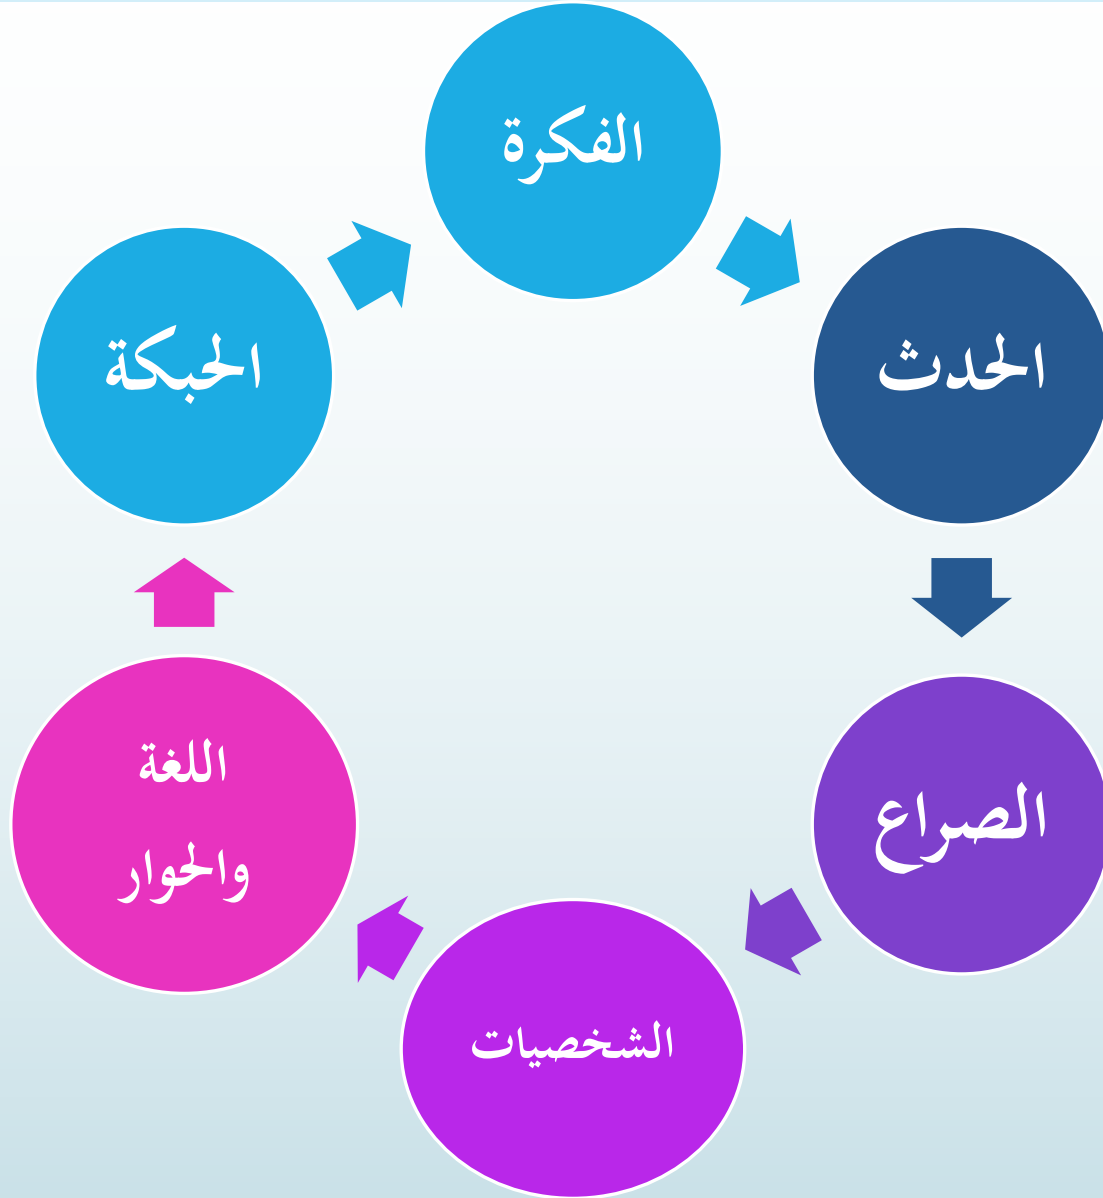 الفكرة
الحدث
الصراع
الشخصيات
اللغة
والحوار
الحبكة